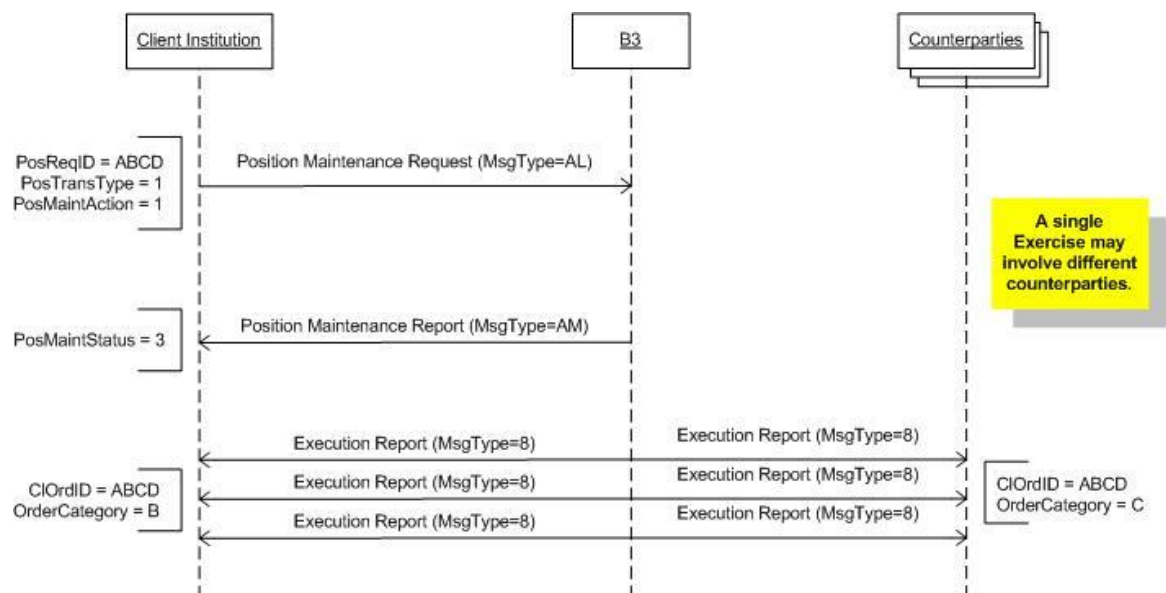 Client Institution
B3
Counterparties
PosReqID = ABCD
PosTransType = 1
PosMaintAction = 1
Position Maintenance Request (MsgType=AL)
A single
Exercise may
involve different
counterparties.
Position Maintenance Report (MsgType=AM)
PosMaintStatus = 3
Execution Report (MsgType=8)
Execution Report (MsgType=8)
Execution Report (MsgType=8)
Execution Report (MsgType=8)
Execution Report (MsgType=8)
Execution Report (MsgType=8)
ClOrdID = ABCD
OrderCategory = B
ClOrdID = ABCD
OrderCategory = C